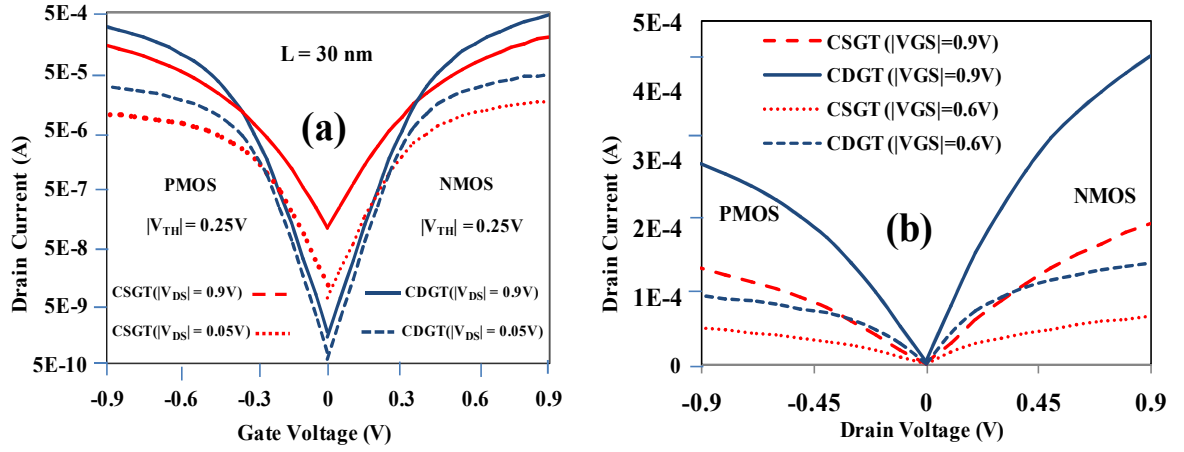 5E-4
5E-5
5E-6
5E-7
5E-8
5E-9
5E-10
Drain Current (A)
L = 30 nm
(a)
PMOS
|VTH| = 0.25V
NMOS
|VTH| = 0.25V
CSGT(|VDS| = 0.9V)
CDGT(|VDS| = 0.9V)
CSGT(|VDS| = 0.05V)
CDGT(|VDS| = 0.05V)
-0.9 -0.6 -0.3 0 0.3 0.6 0.9
Gate Voltage (V)
5E-4
4E-4
3E-4
2E-4
1E-4
0
Drain Current (A)
CSGT (|VGS|=0.9V)
CDGT (|VGS|=0.9V)
CSGT (|VGS|=0.6V)
CDGT (|VGS|=0.6V)
PMOS
NMOS
(b)
-0.9 -0.45 0 0.45 0.9
Drain Voltage (V)